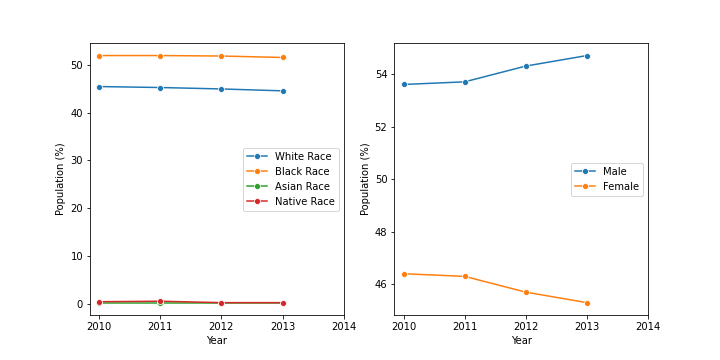 50
40
30
20
10
0
Population (%)
2010 2011 2012 2013 2014
Year
White Race
Black Race
Asian Race
Native Race
54
52
50
48
46
Population (%)
2010 2011 2012 2013 2014
Year
Male
Female